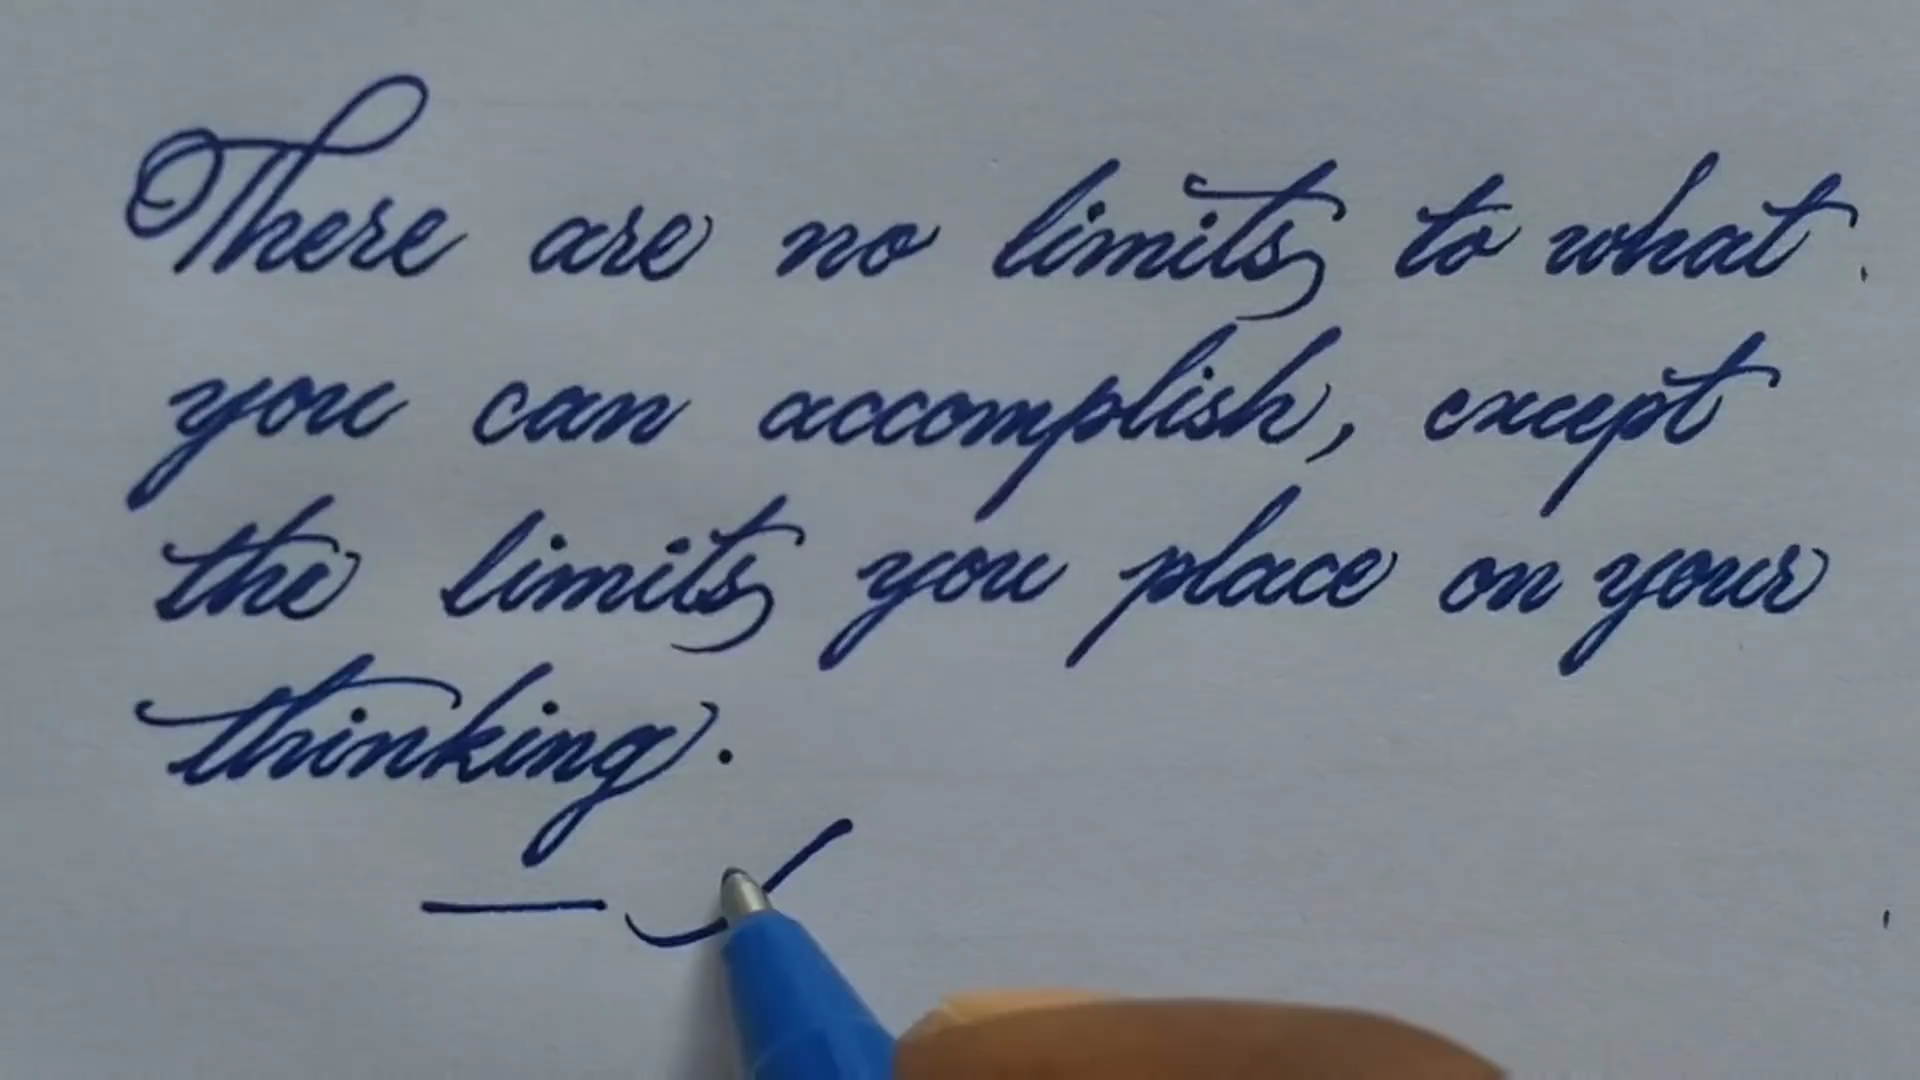 There are no limits to what
you can accomplish, except
the limits you place on your
thinking.
—